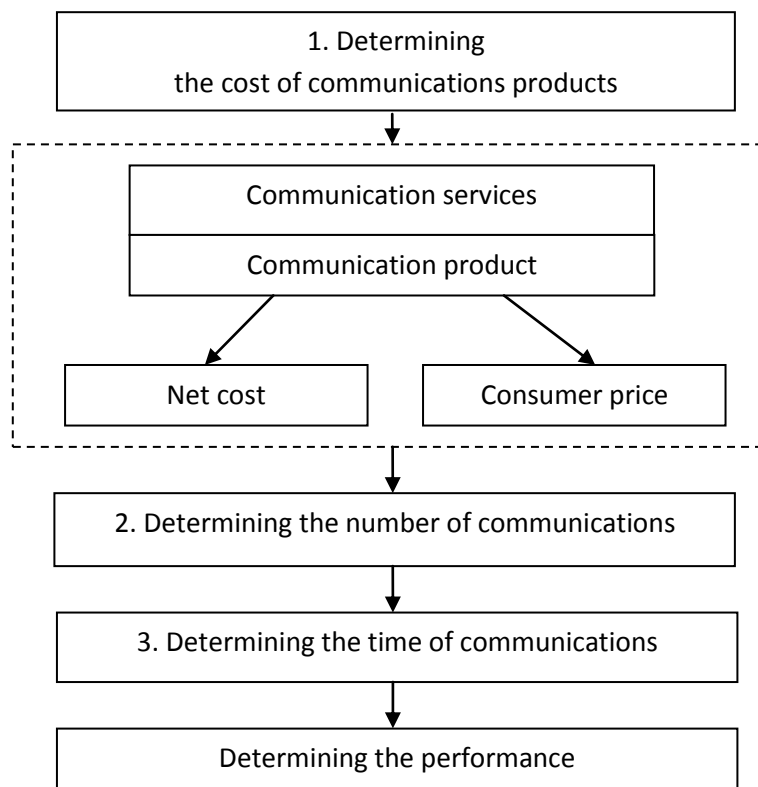 1. Determining
the cost of communications products
Communication services
Communication product
Net cost
Consumer price
2. Determining the number of communications
3. Determining the time of communications
Determining the performance